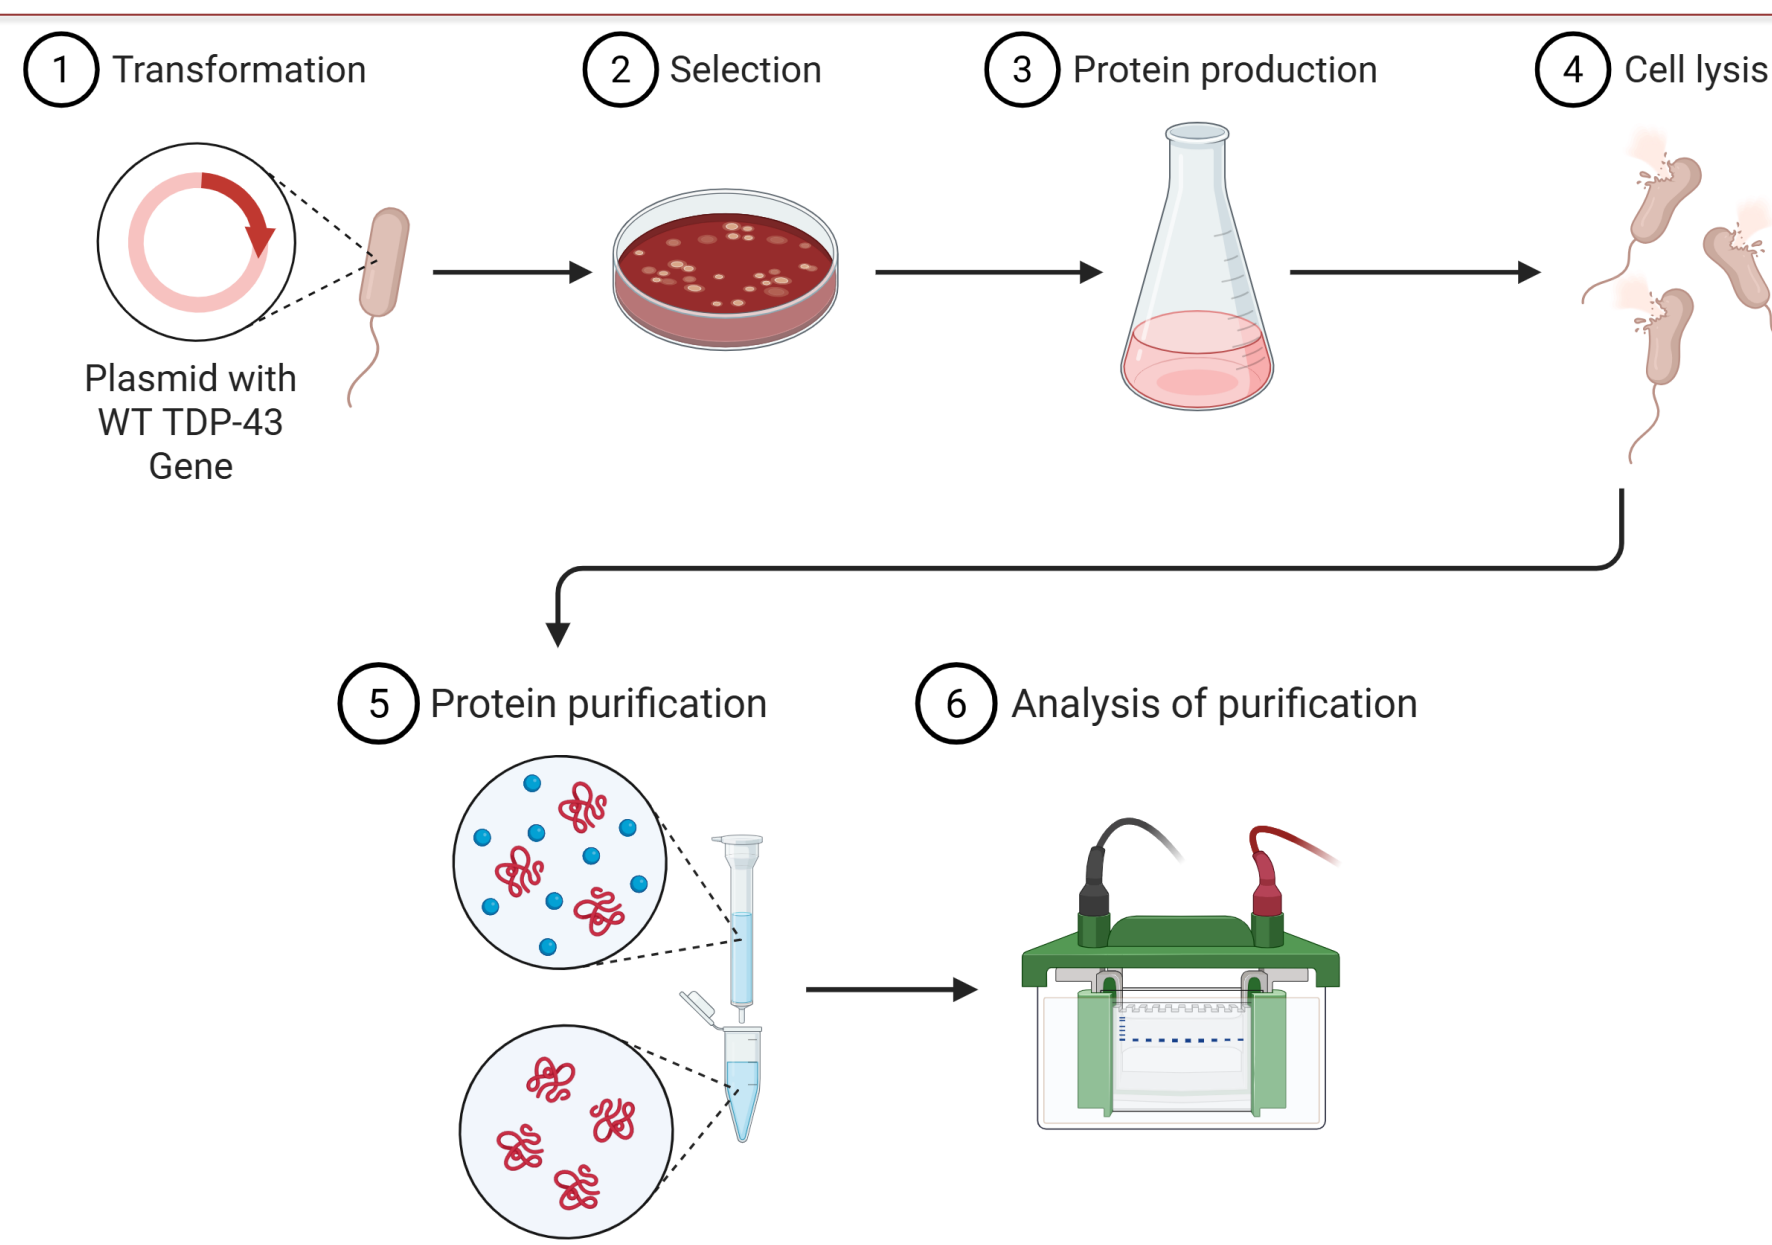 1 Transformation
2 Selection
3 Protein production
4 Cell lysis
Plasmid with
WT TDP-43
Gene
5 Protein purification
6 Analysis of purification